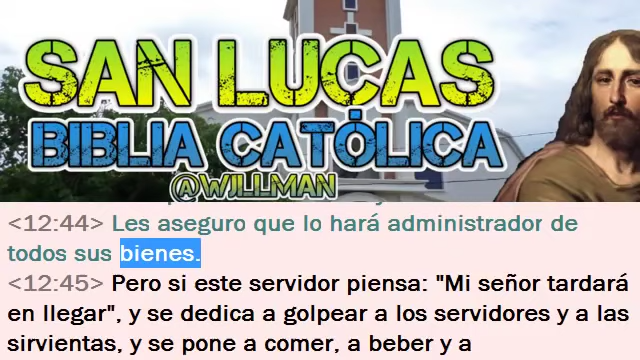 SAN LUCAS
BIBLIA CATÓLICA
@WILLMAN
<12:44> Les aseguro que lo hará administrador de
todos sus bienes.
<12:45> Pero si este servidor piensa: "Mi señor tardará
en llegar", y se dedica a golpear a los servidores y a las
sirvientas, y se pone a comer, a beber y a